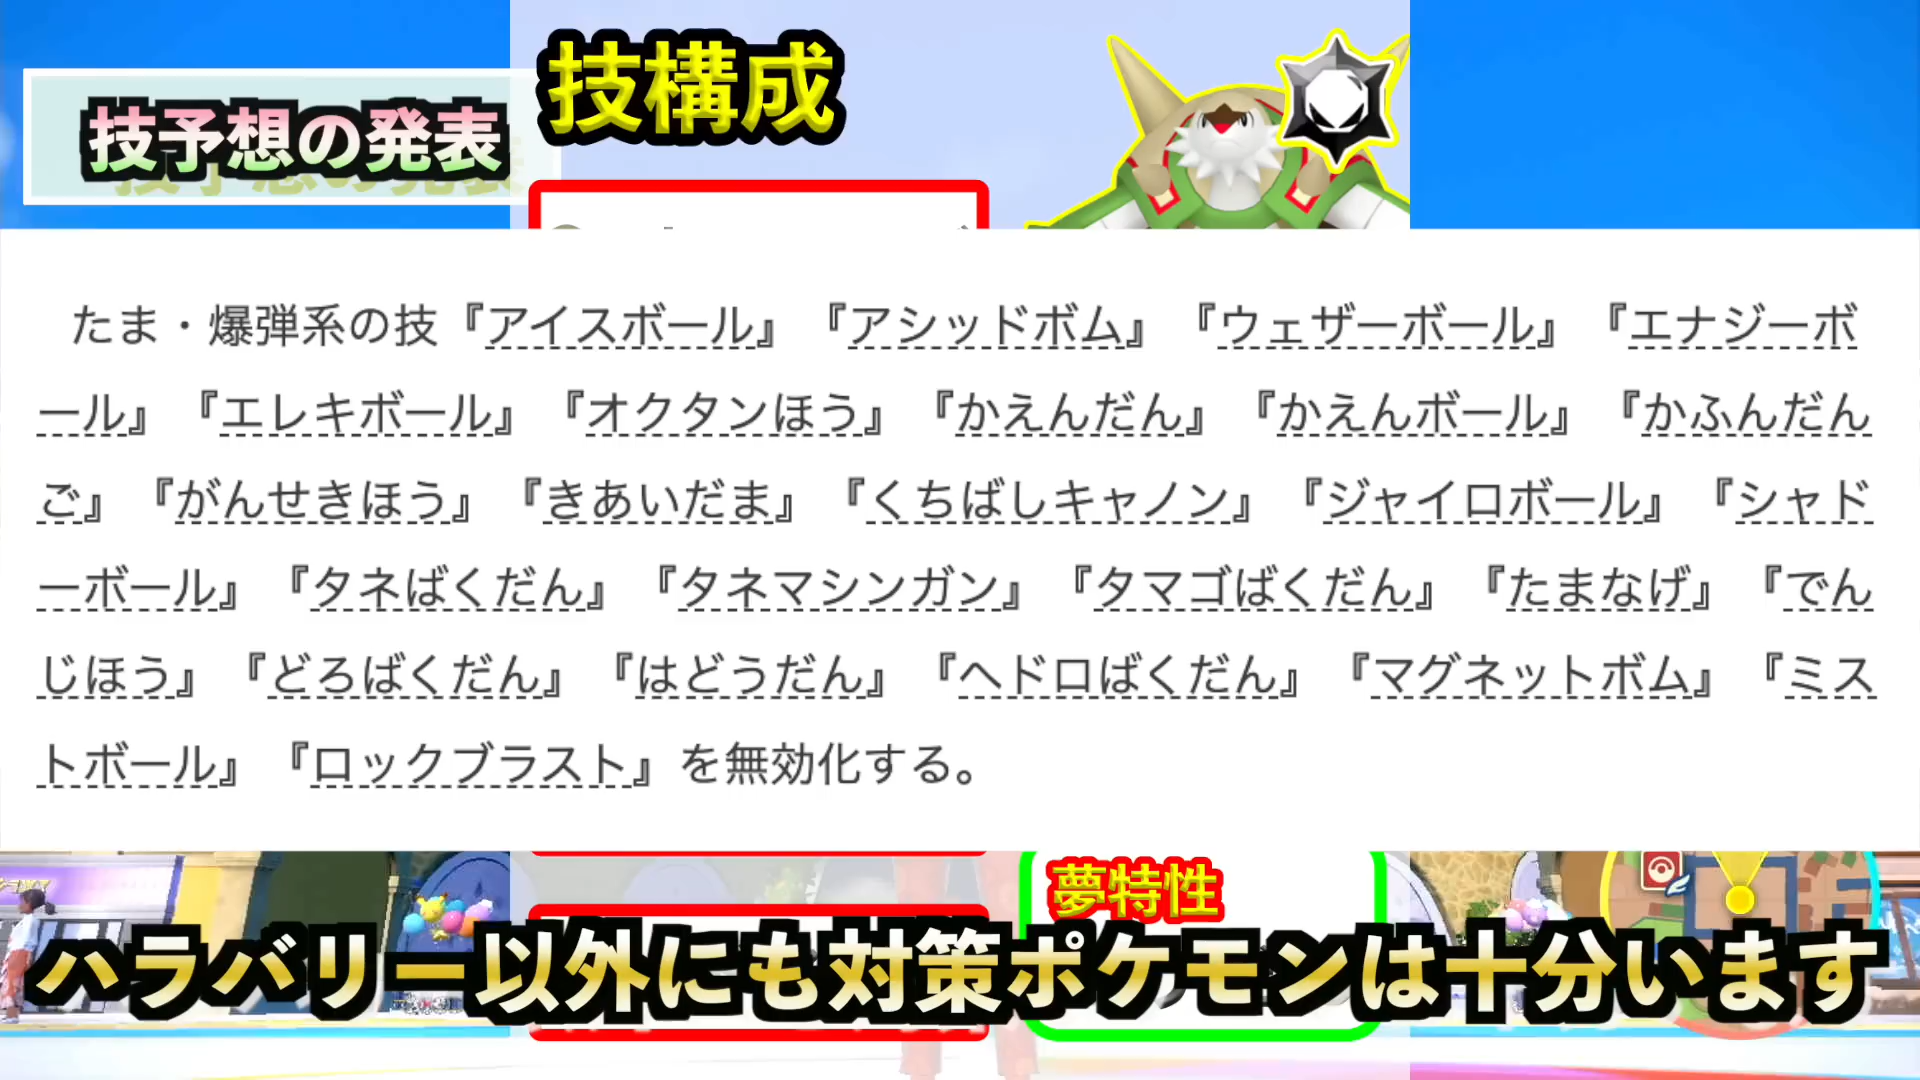 技構成
技予想の発表
たま・爆弾系の技『アイスボール』『アシッドボム』『ウェザーボール』『エナジーボ
ール』『エレキボール』『オクタンほう』『かえんだん』『かえんボール』『かふんだん
ご』『がんせきほう』『きあいだま』『くちばしキャノン』『ジャイロボール』『シャド
ーボール』『タネばくだん』『タネマシンガン』『タマゴばくだん』『たまなげ』『でん
じほう』『どろばくだん』『はどうだん』『ヘドロばくだん』『マグネットボム』『ミス
トボール』『ロックブラスト』を無効化する。
夢特性
ハラバリー以外にも対策ポケモンは十分います